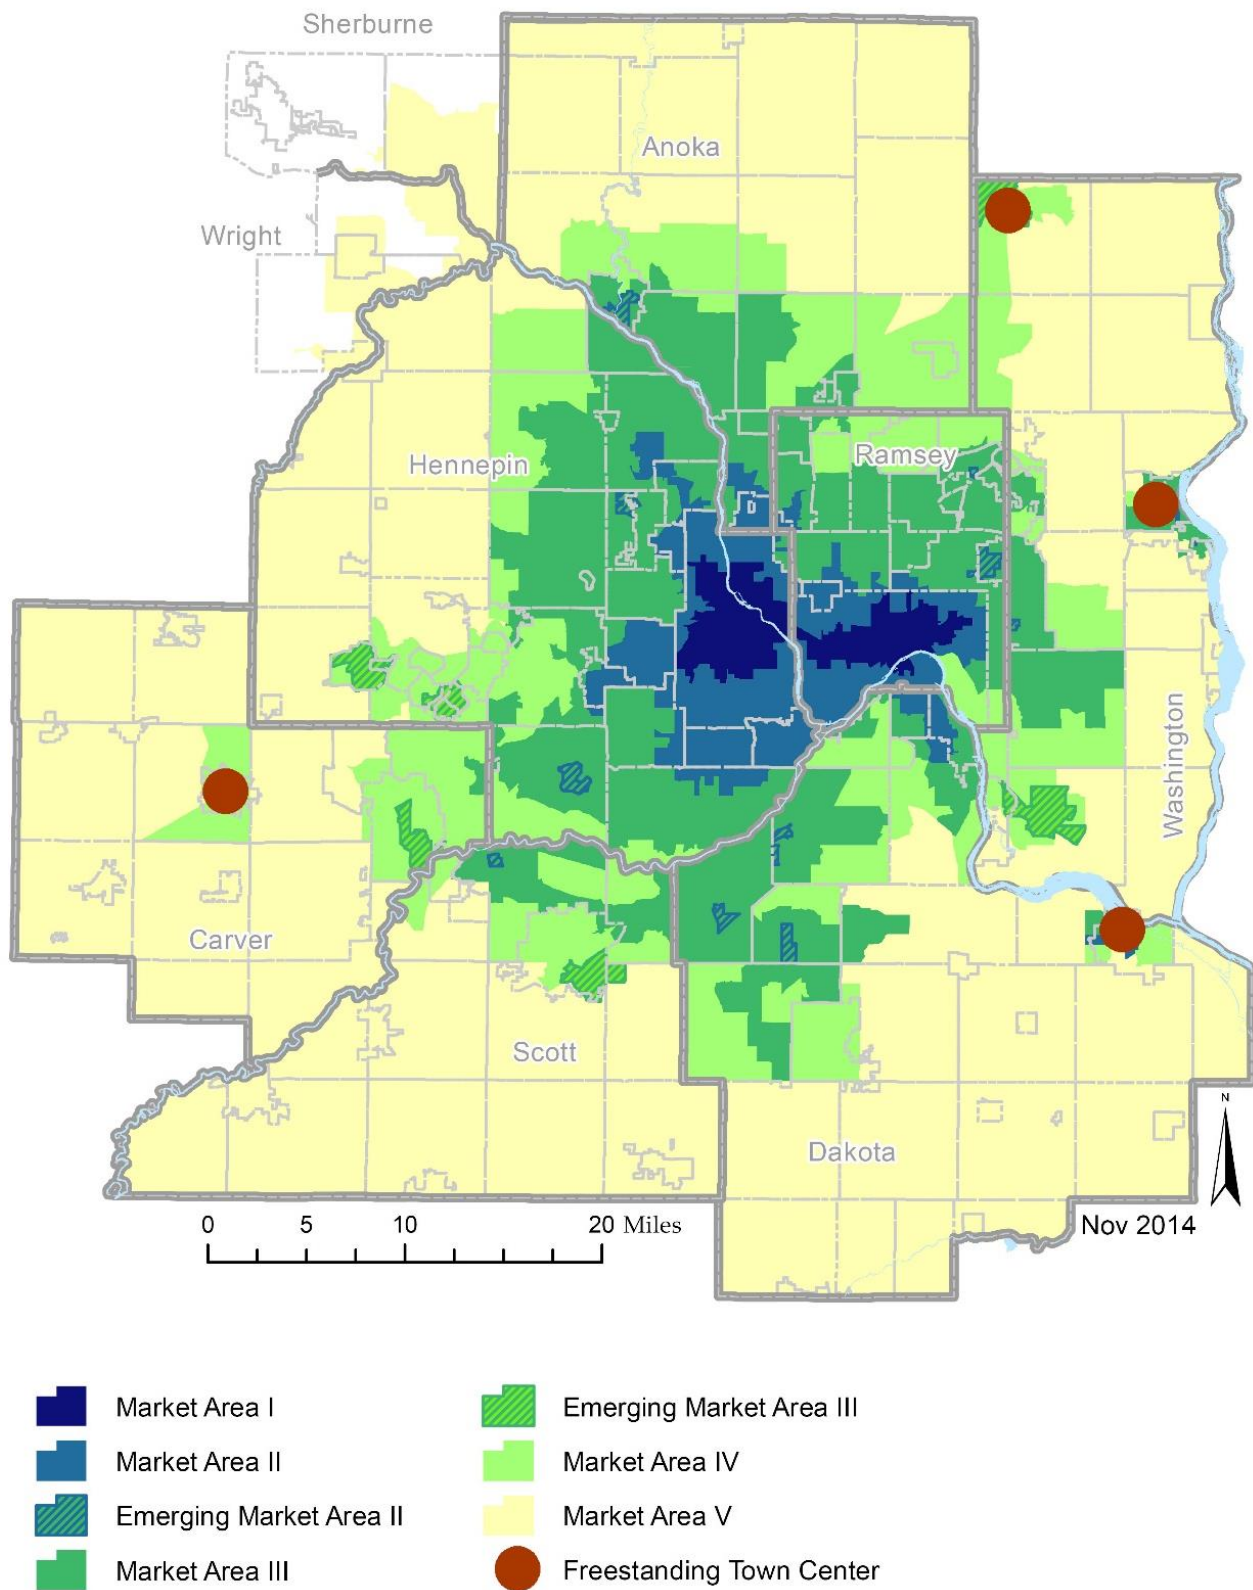 Sherburne
Anoka
Wright
Hennepin
Ramsey
Washington
Carver
Scott
Dakota
N
0 5 10 20 Miles
Nov 2014
Market Area I
Market Area II
Emerging Market Area II
Market Area III
Emerging Market Area III
Market Area IV
Market Area V
Freestanding Town Center